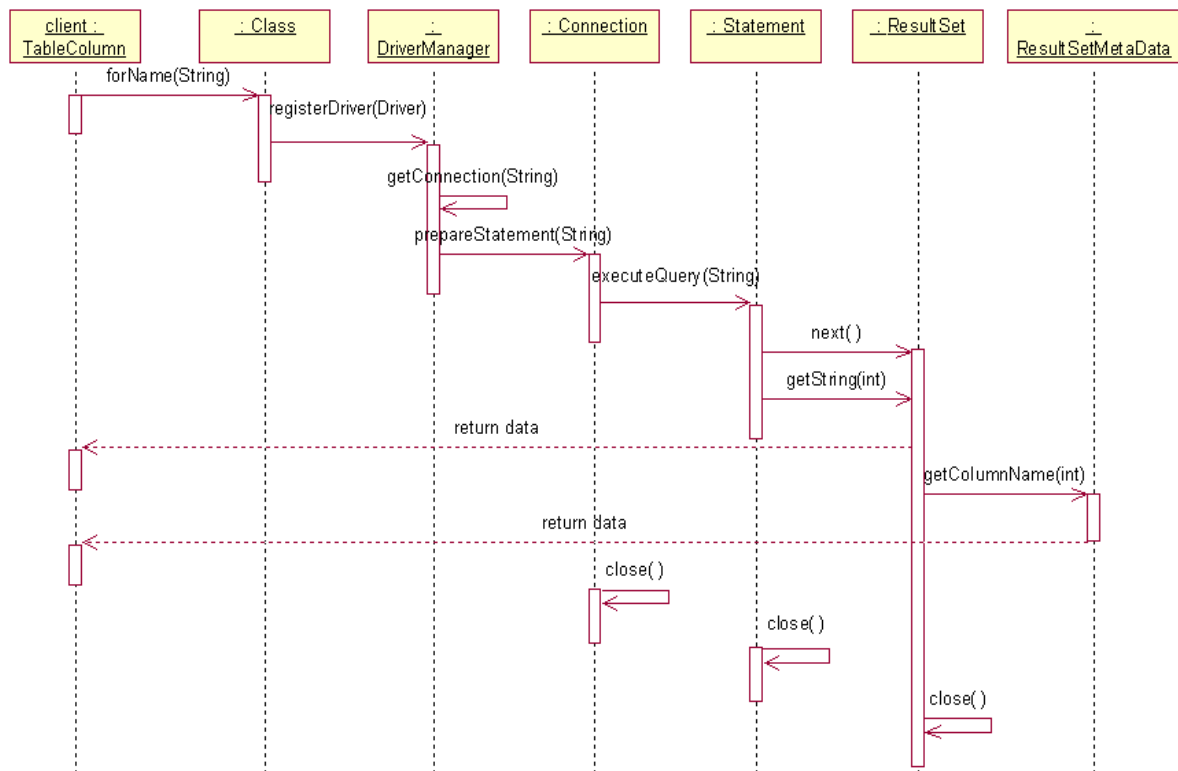 client :
TableColumn
: Class
:
DriverManager
: Connection
: Statement
: ResultSet
:
ResultSetMetaData
forName(String)
registerDriver(Driver)
getConnection(String)
prepareStatement(String)
executeQuery(String)
next( )
getString(int)
return data
getColumnName(int)
return data
close( )
close( )
close( )